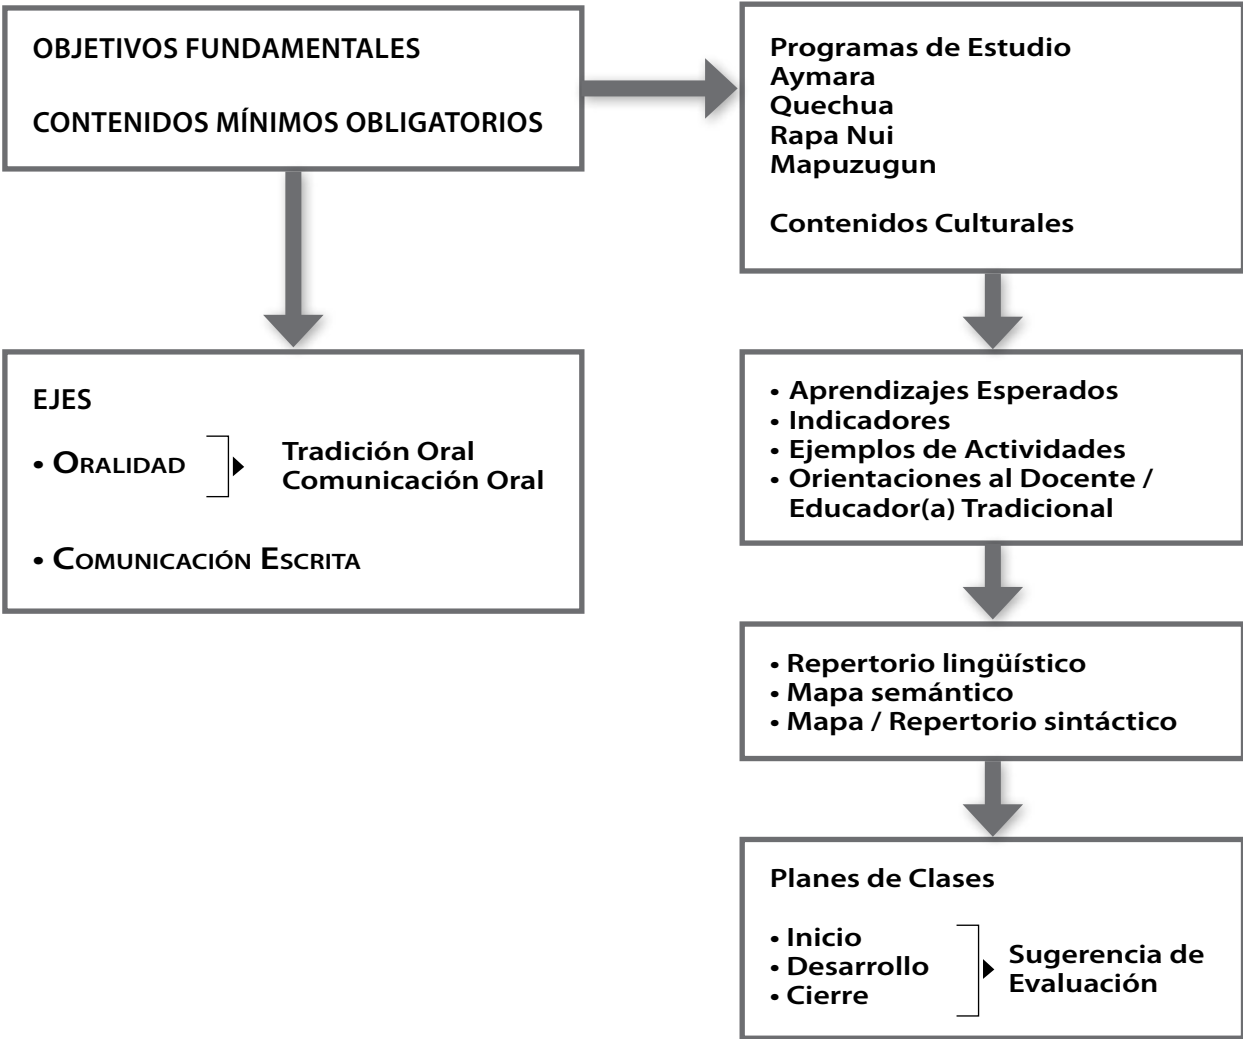 OBJETIVOS FUNDAMENTALES
CONTENIDOS MÍNIMOS OBLIGATORIOS
Programas de Estudio
Aymara
Quechua
Rapa Nui
Mapuzugun
Contenidos Culturales
EJES
• ORALIDAD
Tradición Oral
Comunicación Oral
• COMUNICACIÓN ESCRITA
• Aprendizajes Esperados
• Indicadores
• Ejemplos de Actividades
• Orientaciones al Docente /
Educador(a) Tradicional
• Repertorio lingüístico
• Mapa semántico
• Mapa / Repertorio sintáctico
Planes de Clases
• Inicio
• Desarrollo
• Cierre
Sugerencia de
Evaluación